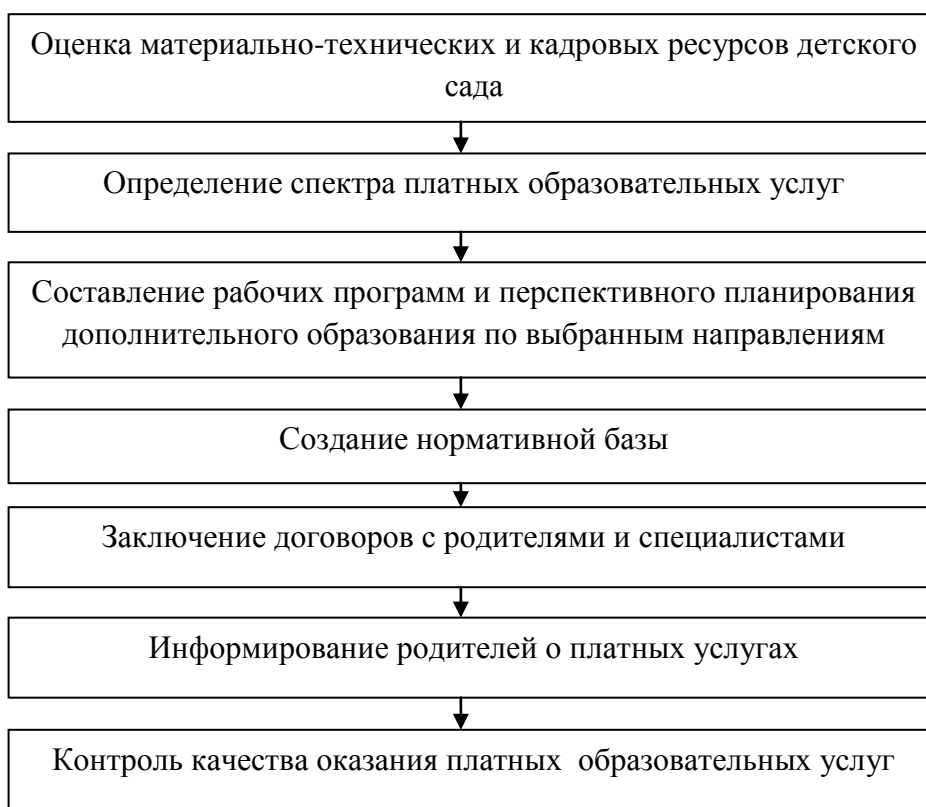 Оценка материально-технических и кадровых ресурсов детского
сада
Определение спектра платных образовательных услуг
Составление рабочих программ и перспективного планирования
дополнительного образования по выбранным направлениям
Создание нормативной базы
Заключение договоров с родителями и специалистами
Информирование родителей о платных услугах
Контроль качества оказания платных  образовательных услуг